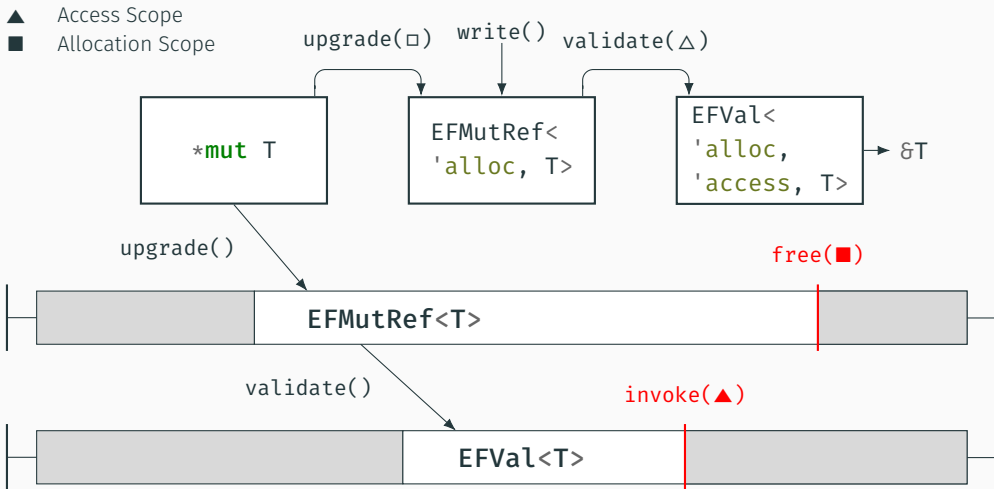 ▲ Access Scope
■ Allocation Scope
upgrade(□)
write()
validate(△)
*mut T
EFMutRef<
'alloc, T>
EFVal<
'alloc,
'access, T>
&T
upgrade()
free(■)
EFMutRef<T>
validate()
invoke(▲)
EFVal<T>